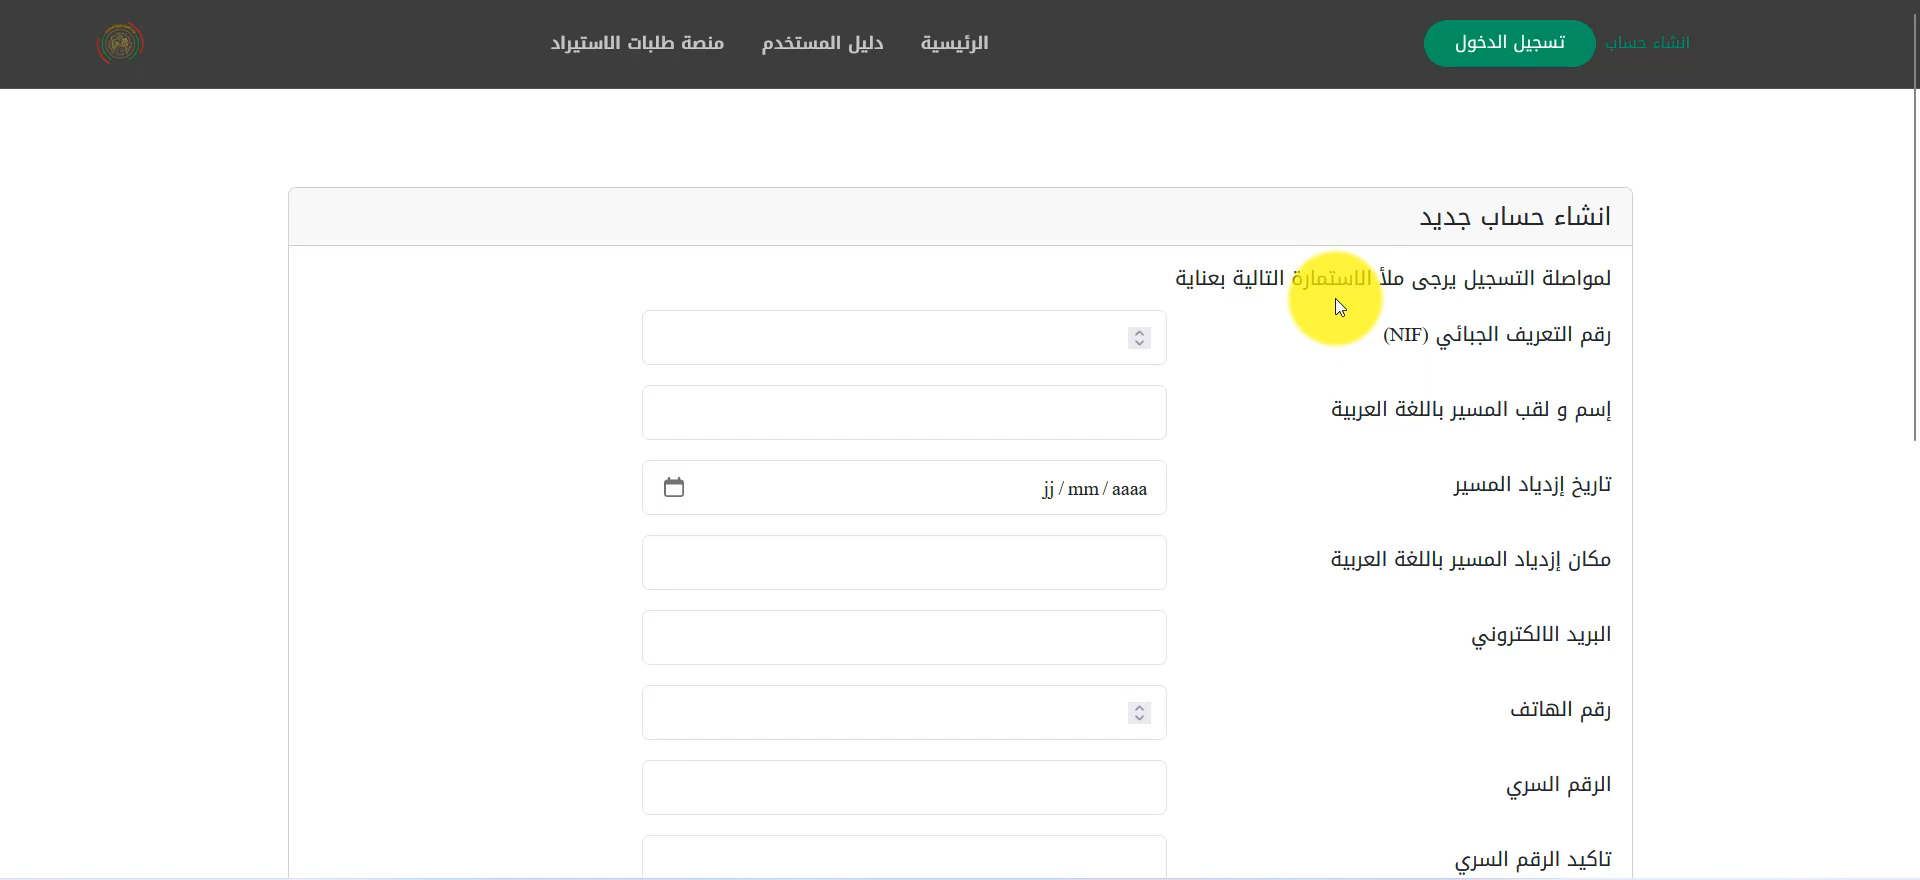 انشاء حساب
تسجيل الدخول
الرئيسية
دليل المستخدم
منصة طلبات الاستيراد
انشاء حساب جديد
لمواصلة التسجيل يرجى ملأ الاستمارة التالية بعناية
رقم التعريف الجبائي (NIF)
إسم و لقب المسير باللغة العربية
تاريخ إزدياد المسير
jj/mm/aaaa
مكان إزدياد المسير باللغة العربية
البريد الالكتروني
رقم الهاتف
الرقم السري
تاكيد الرقم السري